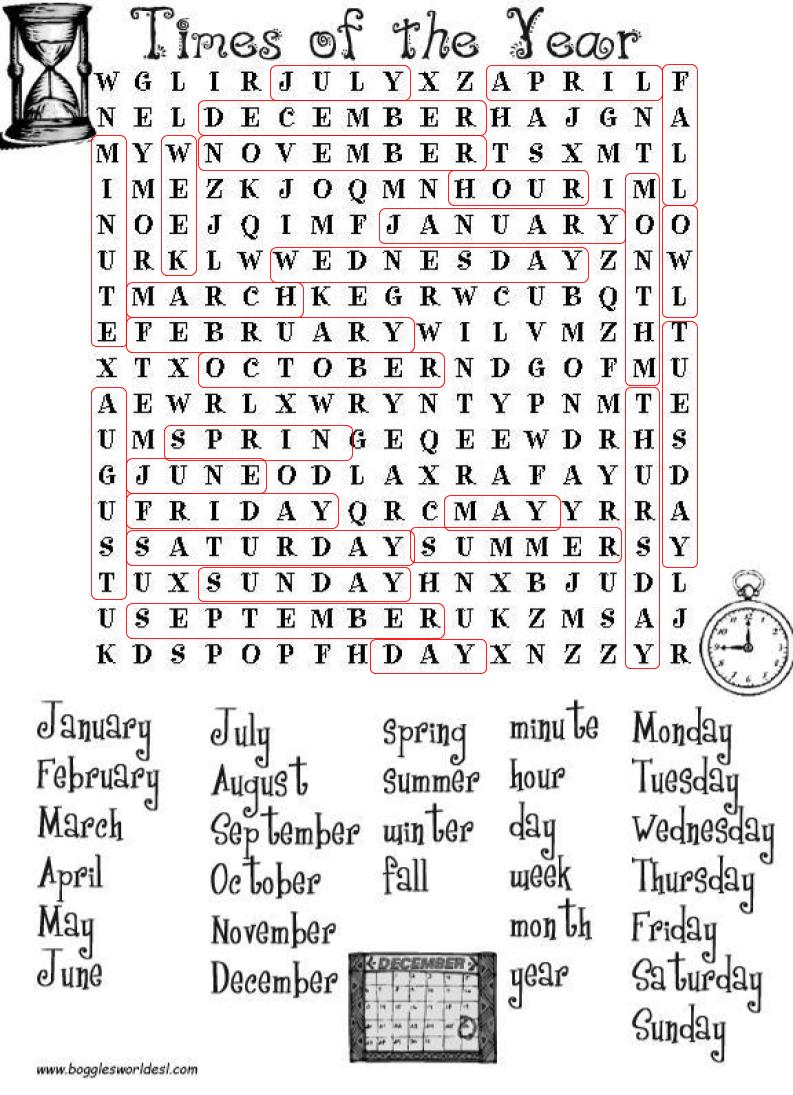 Times of the Year
W G L I R J U L Y X Z A P R I L F
N E L D E C E M B E R H A J G N A
M Y W N O V E M B E R T S X M T L
I M E Z K J O Q M N H O U R I M L
N O E J Q I M F J A N U A R Y O O
U R K L W W E D N E S D A Y Z N W
T M A R C H K E G R W C U B Q T L
E F E B R U A R Y W I L V M Z H T
X T X O C T O B E R N D G O F M U
A E W R L X W R Y N T Y P N M T E
U M S P R I N G E Q E E W D R H S
G J U N E O D L A X R A F A Y U D
U F R I D A Y Q R C M A Y Y R R A
S S A T U R D A Y S U M M E R S Y
T U X S U N D A Y H N X B J U D L
U S E P T E M B E R U K Z M S A J
K D S P O P F H D A Y X N Z Z Y R
January
February
March
April
May
June
July
August
September
October
November
December
spring
summer
winter
fall
minute
hour
day
week
month
year
Monday
Tuesday
Wednesday
Thursday
Friday
Saturday
Sunday
DECEMBER
www.bogglesworldesl.com